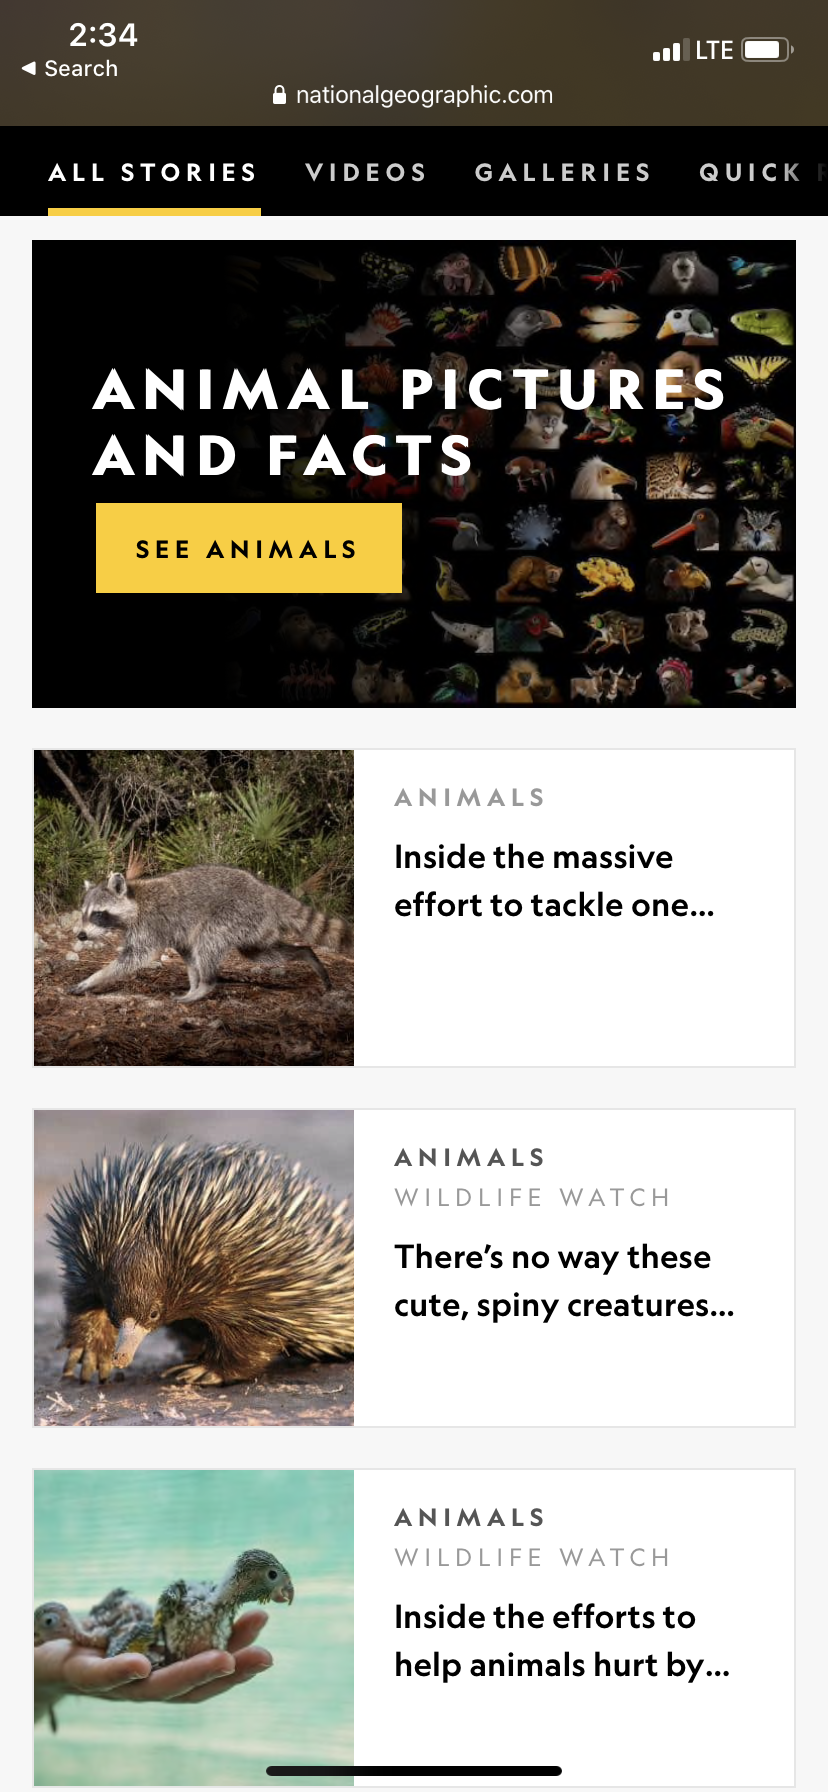 2:34
LTE
◀ Search
nationalgeographic.com
ALL STORIES VIDEOS GALLERIES QUICK
ANIMAL PICTURES
AND FACTS
SEE ANIMALS
ANIMALS
Inside the massive
effort to tackle one...
ANIMALS
WILDLIFE WATCH
There's no way these
cute, spiny creatures...
ANIMALS
WILDLIFE WATCH
Inside the efforts to
help animals hurt by...